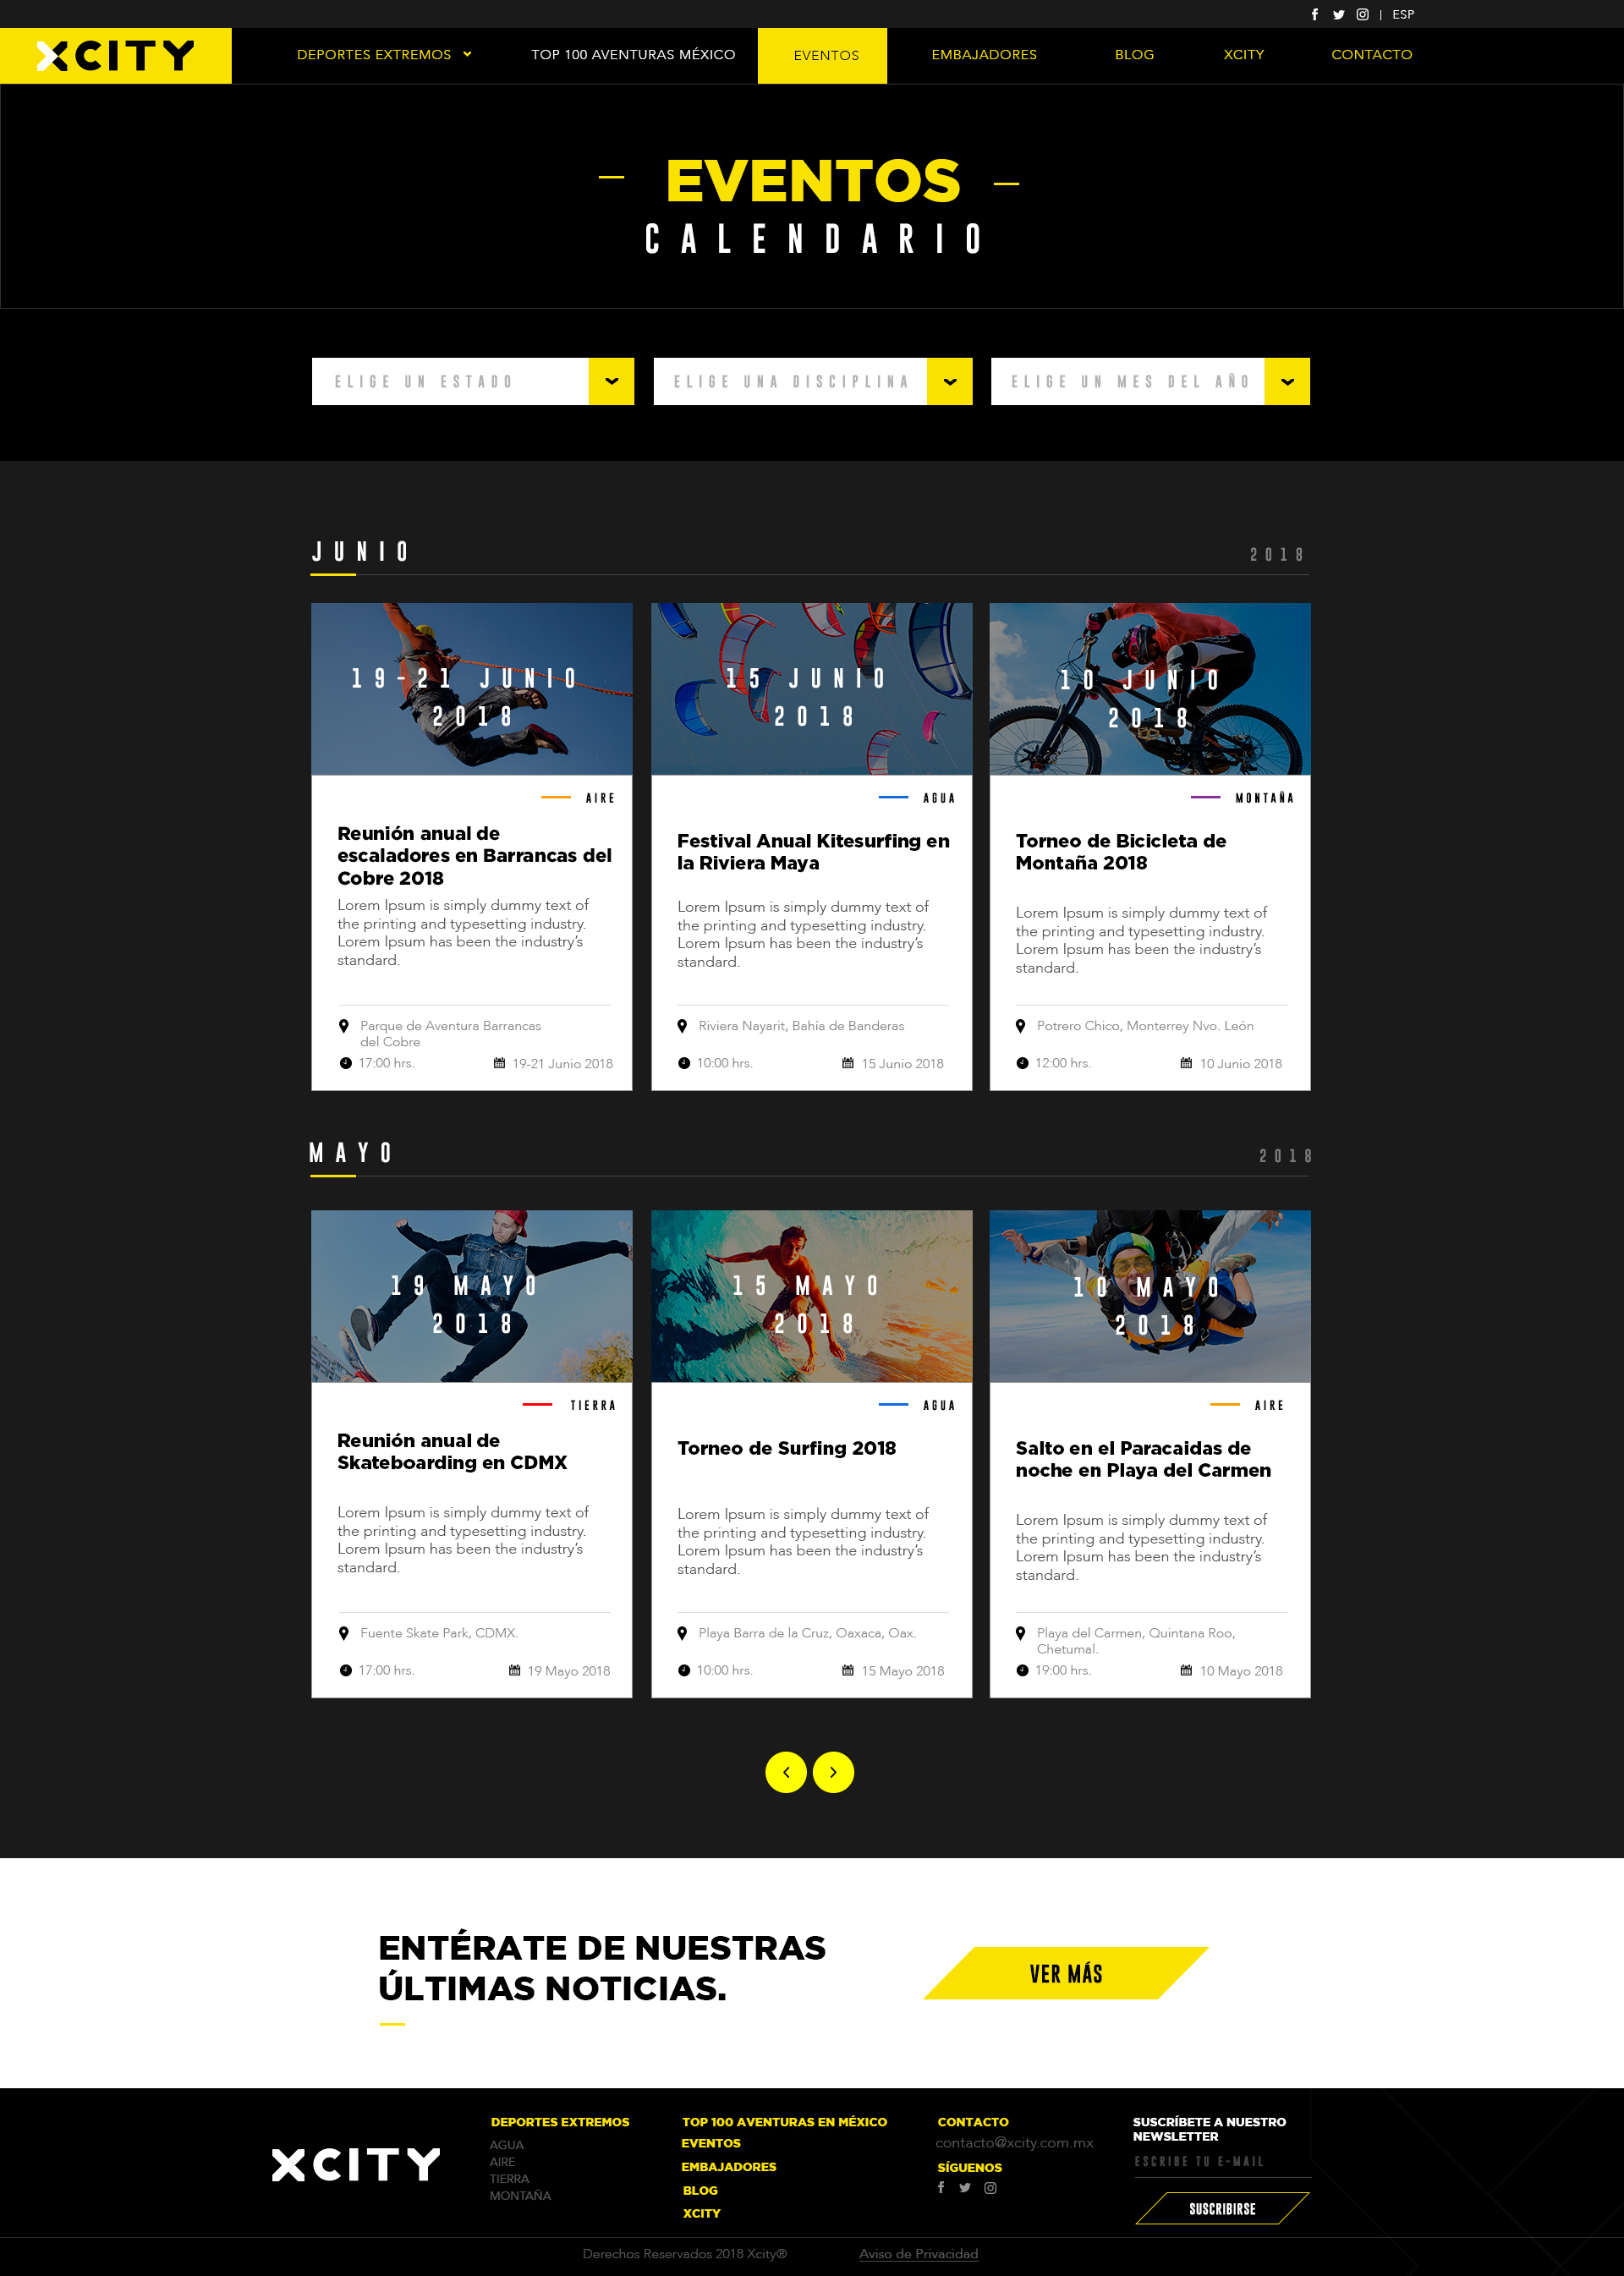 ESP
XCITY
DEPORTES EXTREMOS
TOP 100 AVENTURAS MÉXICO
EVENTOS
EMBAJADORES
BLOG
XCITY
CONTACTO
EVENTOS
CALENDARIO
ELIGE UN ESTADO
ELIGE UNA DISCIPLINA
ELIGE UN MES DEL AÑO
JUNIO
2018
19-21 JUNIO
2018
AIRE
Reunión anual de
escaladores en Barrancas del
Cobre 2018
Lorem Ipsum is simply dummy text of
the printing and typesetting industry.
Lorem Ipsum has been the industry's
standard.
Parque de Aventura Barrancas
del Cobre
17:00 hrs.
19-21 Junio 2018
15 JUNIO
2018
AGUA
Festival Anual Kitesurfing en
la Riviera Maya
Lorem Ipsum is simply dummy text of
the printing and typesetting industry.
Lorem Ipsum has been the industry's
standard.
Riviera Nayarit, Bahía de Banderas
10:00 hrs.
15 Junio 2018
10 JUNIO
2018
MONTAÑA
Torneo de Bicicleta de
Montaña 2018
Lorem Ipsum is simply dummy text of
the printing and typesetting industry.
Lorem Ipsum has been the industry's
standard.
Potrero Chico, Monterrey Nvo. León
12:00 hrs.
10 Junio 2018
MAYO
2018
19 MAYO
2018
TIERRA
Reunión anual de
Skateboarding en CDMX
Lorem Ipsum is simply dummy text of
the printing and typesetting industry.
Lorem Ipsum has been the industry's
standard.
Fuente Skate Park, CDMX.
17:00 hrs.
19 Mayo 2018
15 MAYO
2018
AGUA
Torneo de Surfing 2018
Lorem Ipsum is simply dummy text of
the printing and typesetting industry.
Lorem Ipsum has been the industry's
standard.
Playa Barra de la Cruz, Oaxaca, Oax.
10:00 hrs.
15 Mayo 2018
10 MAYO
2018
AIRE
Salto en el Paracaidas de
noche en Playa del Carmen
Lorem Ipsum is simply dummy text of
the printing and typesetting industry.
Lorem Ipsum has been the industry's
standard.
Playa del Carmen, Quintana Roo,
Chetumal.
19:00 hrs.
10 Mayo 2018
ENTÉRATE DE NUESTRAS
ÚLTIMAS NOTICIAS.
VER MÁS
XCITY
DEPORTES EXTREMOS
AGUA
AIRE
TIERRA
MONTAÑA
TOP 100 AVENTURAS EN MÉXICO
EVENTOS
EMBAJADORES
BLOG
XCITY
CONTACTO
contacto@xcity.com.mx
SÍGUENOS
SUSCRÍBETE A NUESTRO
NEWSLETTER
ESCRIBE TU E-MAIL
SUSCRIBIRSE
Derechos Reservados 2018 Xcity®
Aviso de Privacidad